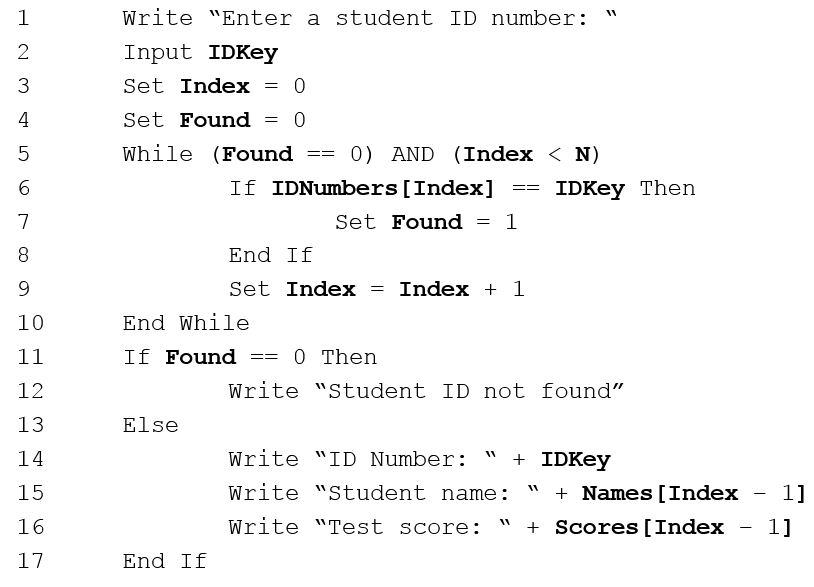 1 Write “Enter a student ID number: “
2 Input IDKey
3 Set Index = 0
4 Set Found = 0
5 While (Found == 0) AND (Index < N)
6 If IDNumbers[Index] == IDKey Then
7 Set Found = 1
8 End If
9 Set Index = Index + 1
10 End While
11 If Found == 0 Then
12 Write “Student ID not found”
13 Else
14 Write “ID Number: “ + IDKey
15 Write “Student name: “ + Names[Index – 1]
16 Write “Test score: “ + Scores[Index – 1]
17 End If